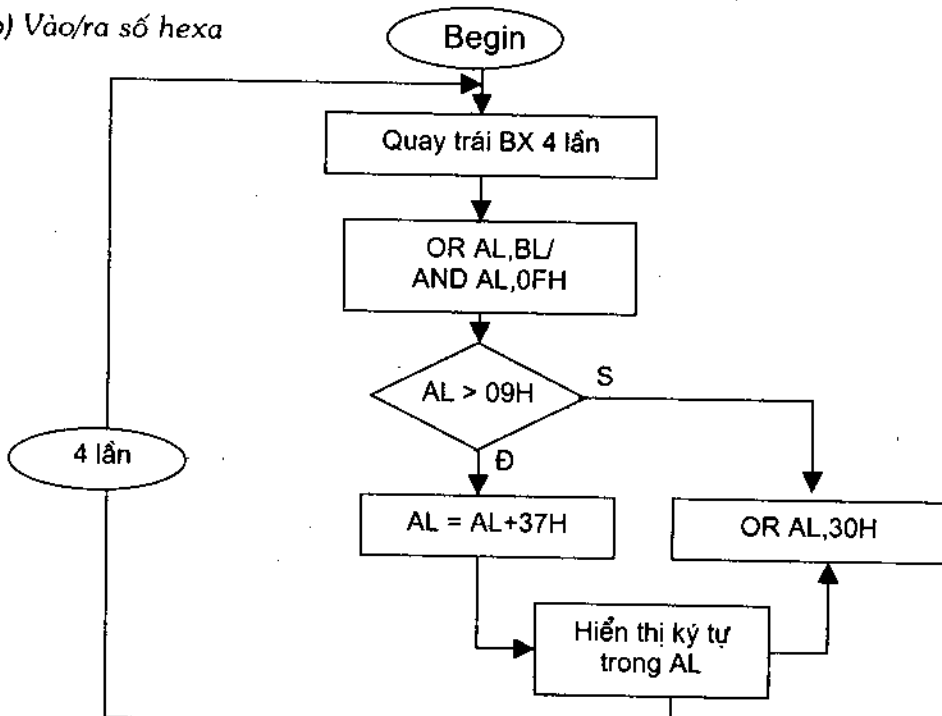 ) Vào/ra số hexa
Begin
Quay trái BX 4 lần
OR AL,BL/
AND AL,0FH
AL > 09H
S
4 lần
Đ
AL = AL+37H
OR AL,30H
Hiển thị ký tự
trong AL